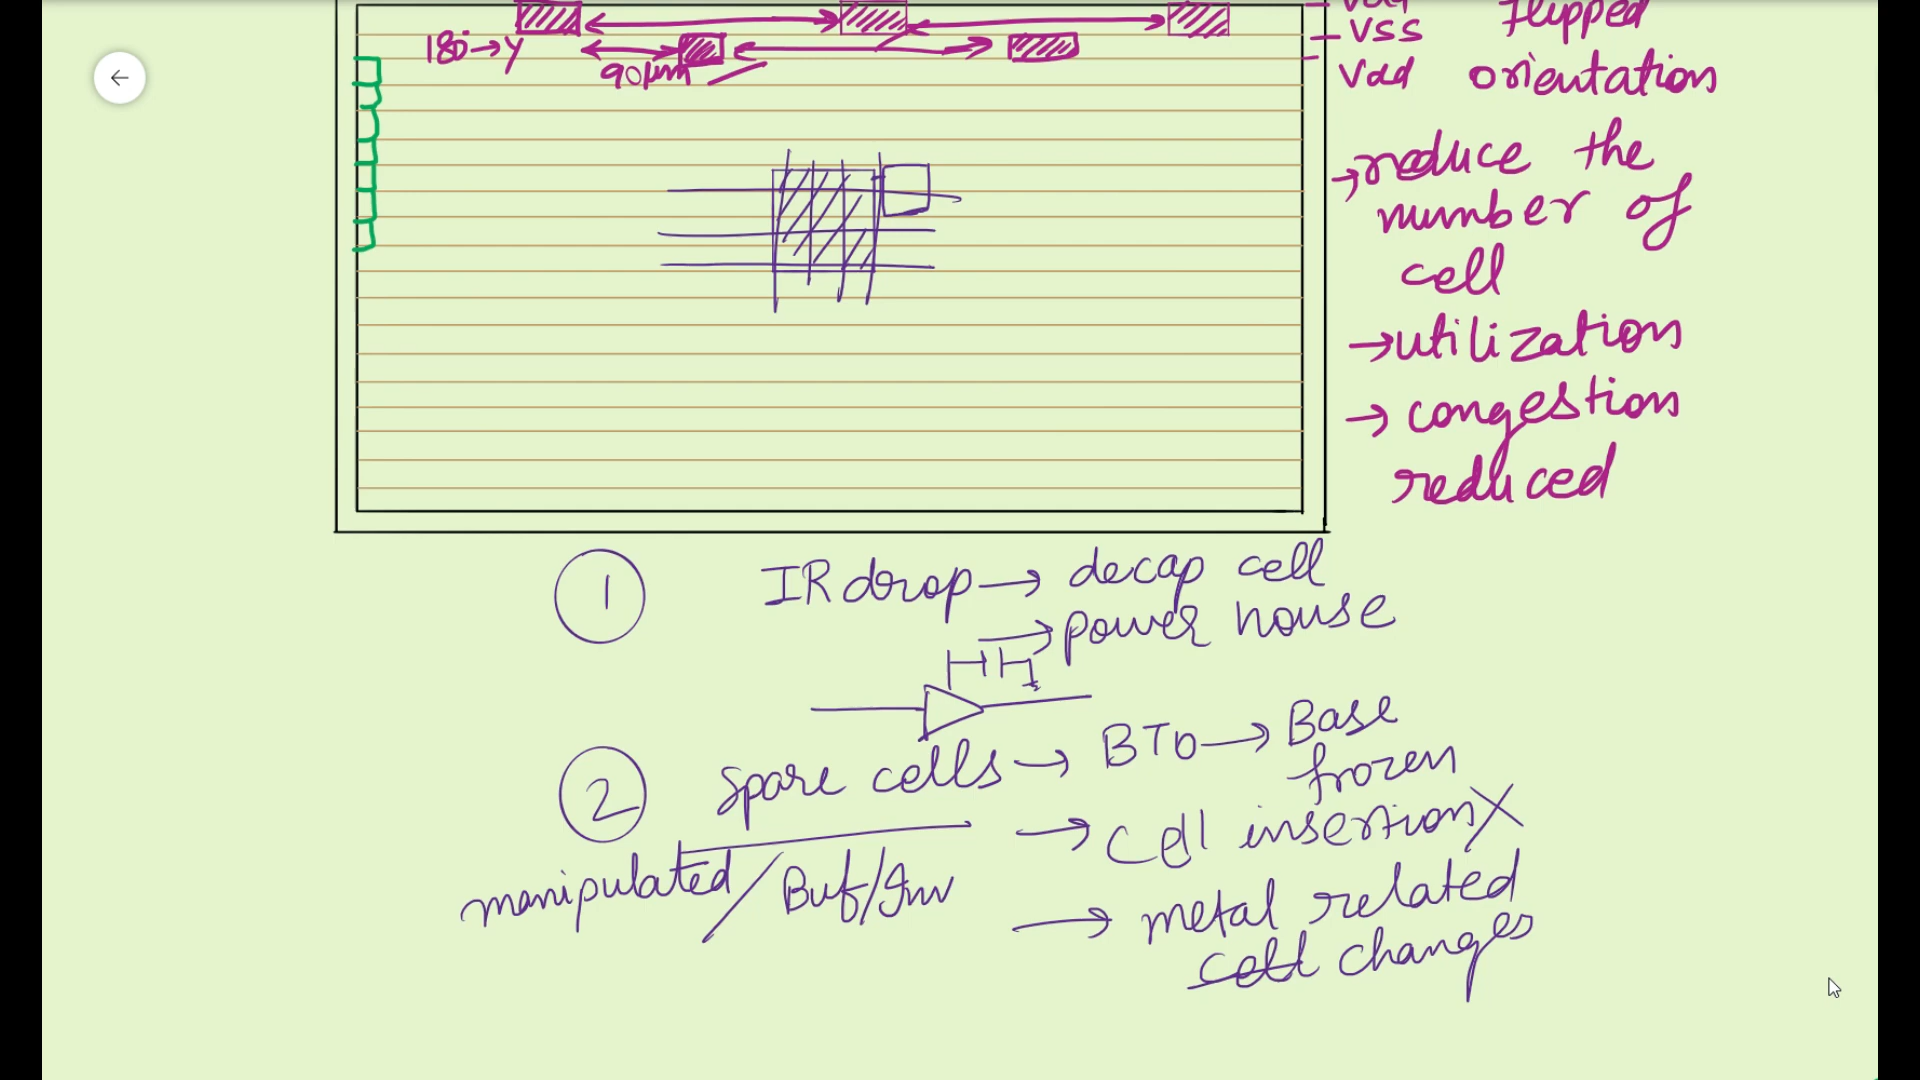 Vdd
flipped
VSS
180 → Y
90μm
Vdd orientation
→ reduce the
number of
cell
→ utilization
→ congestion
reduced
1 IR drop → decap cell
→ power house
2 Spare cells → BTO → Base
frozen
→ Cell insertion X
manipulated / Buf/Inv
→ metal related
cell changes